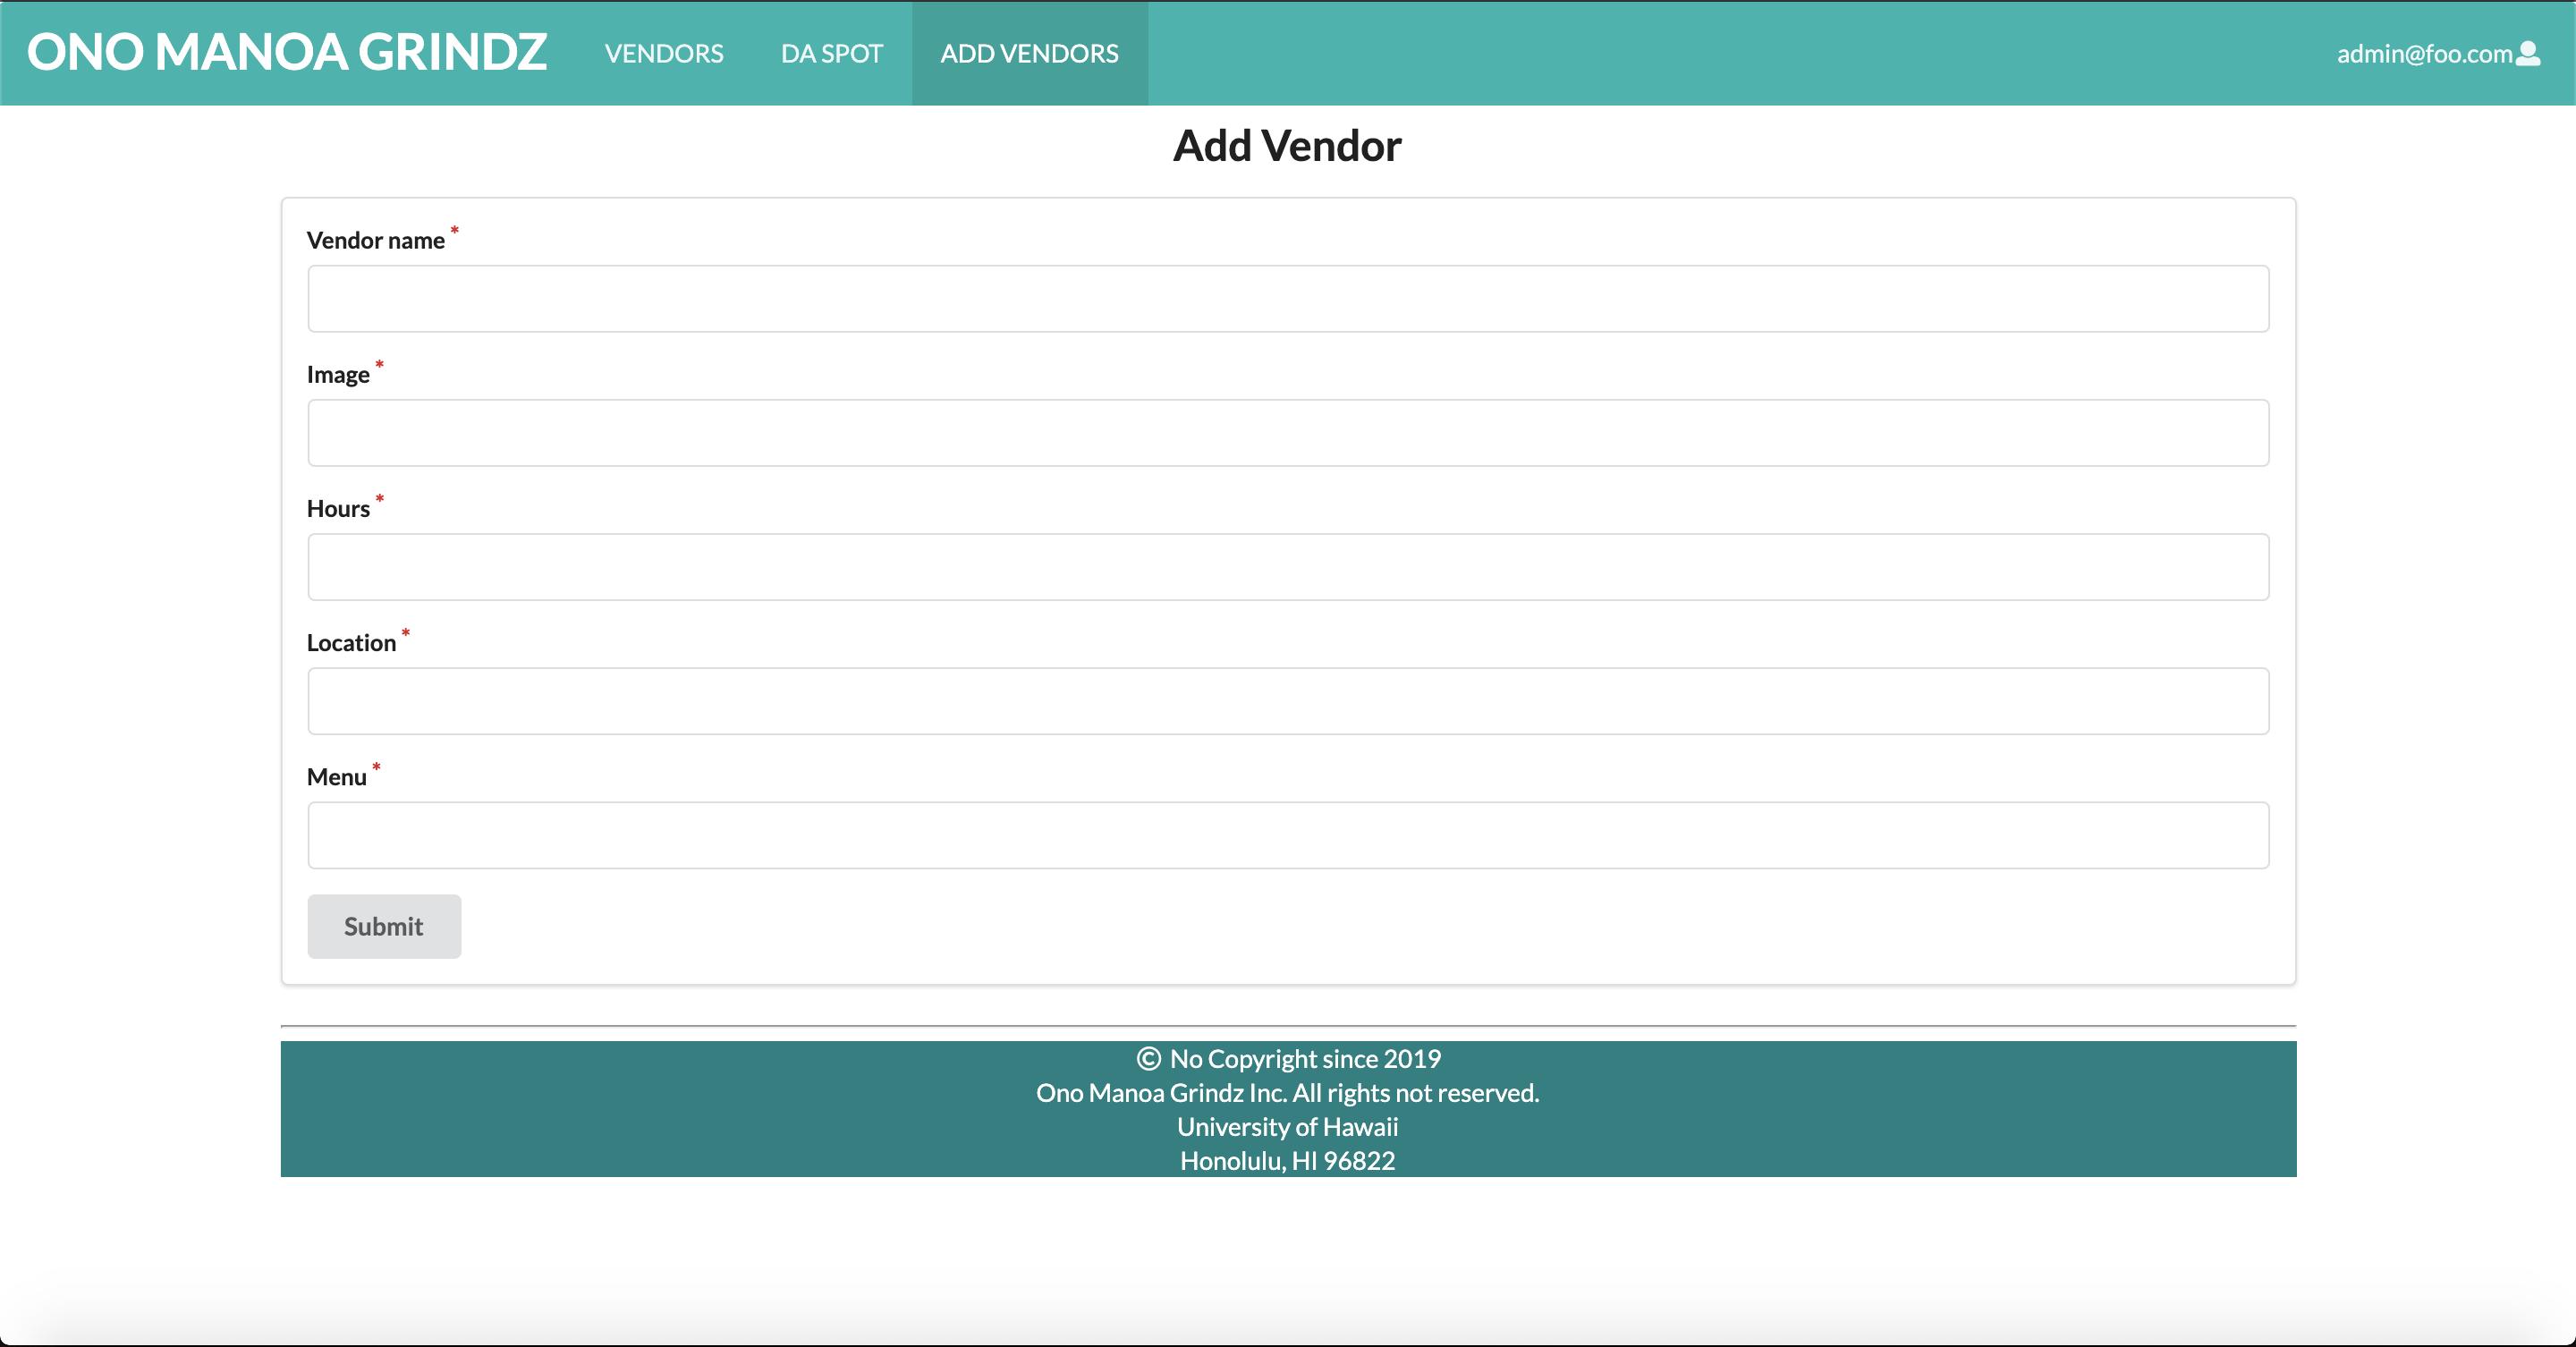 ONO MANOA GRINDZ VENDORS DA SPOT ADD VENDORS admin@foo.com
Add Vendor
Vendor name *
Image *
Hours *
Location *
Menu *
Submit
© No Copyright since 2019
Ono Manoa Grindz Inc. All rights not reserved.
University of Hawaii
Honolulu, HI 96822